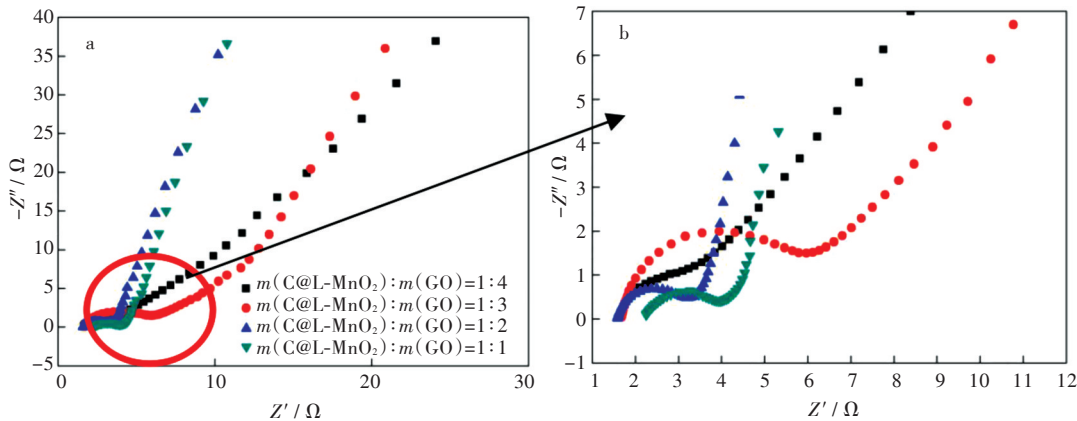 a
40
35
30
25
20
15
10
5
0
−5
−Z″ / Ω
m(C@L-MnO₂):m(GO)=1:4
m(C@L-MnO₂):m(GO)=1:3
m(C@L-MnO₂):m(GO)=1:2
m(C@L-MnO₂):m(GO)=1:1
0 10 20 30
Z′ / Ω
b
7
6
5
4
3
2
1
0
−1
−Z″ / Ω
1 2 3 4 5 6 7 8 9 10 11 12
Z′ / Ω